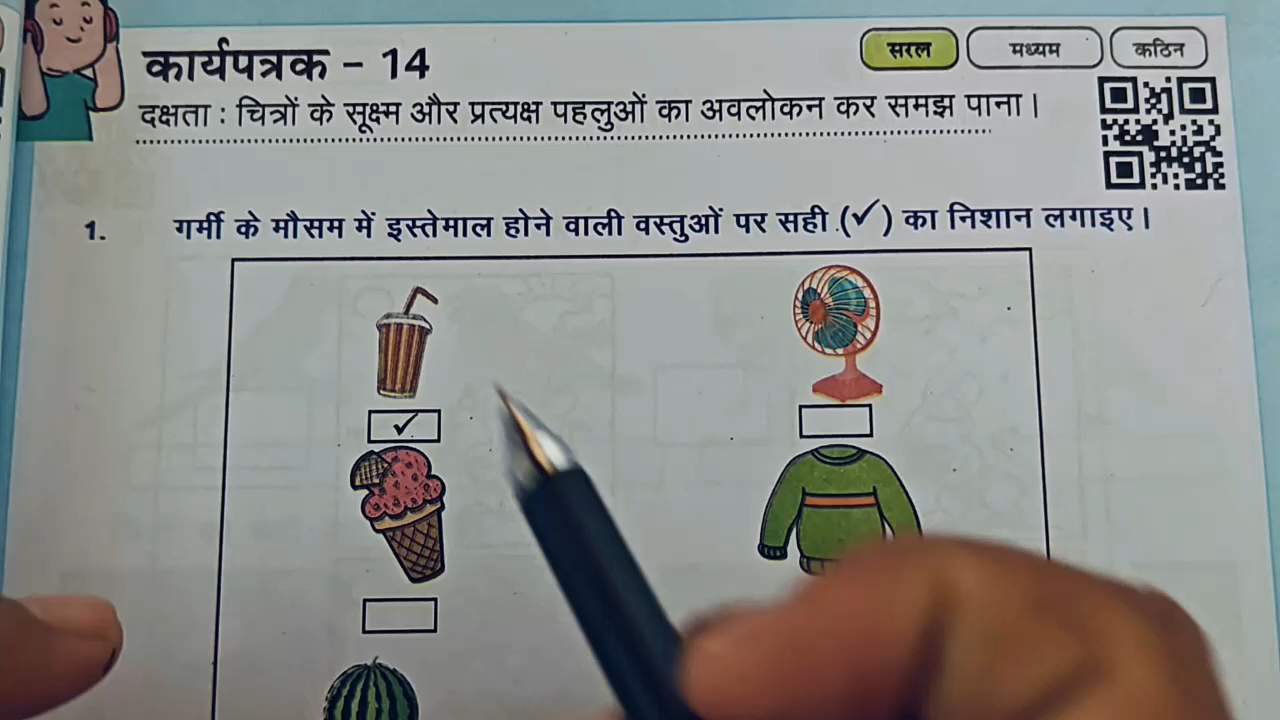 कार्यपत्रक - 14
सरल
मध्यम
कठिन
दक्षता : चित्रों के सूक्ष्म और प्रत्यक्ष पहलुओं का अवलोकन कर समझ पाना।
1. गर्मी के मौसम में इस्तेमाल होने वाली वस्तुओं पर सही (✓) का निशान लगाइए।
✓